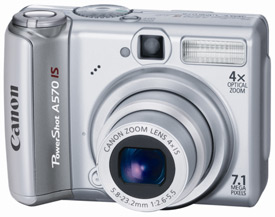 Canon
PowerShot A570 IS
4x
OPTICAL
ZOOM
CANON ZOOM LENS 4x IS
5.8-23.2mm 1:2.6-5.5
7.1
MEGA
PIXELS